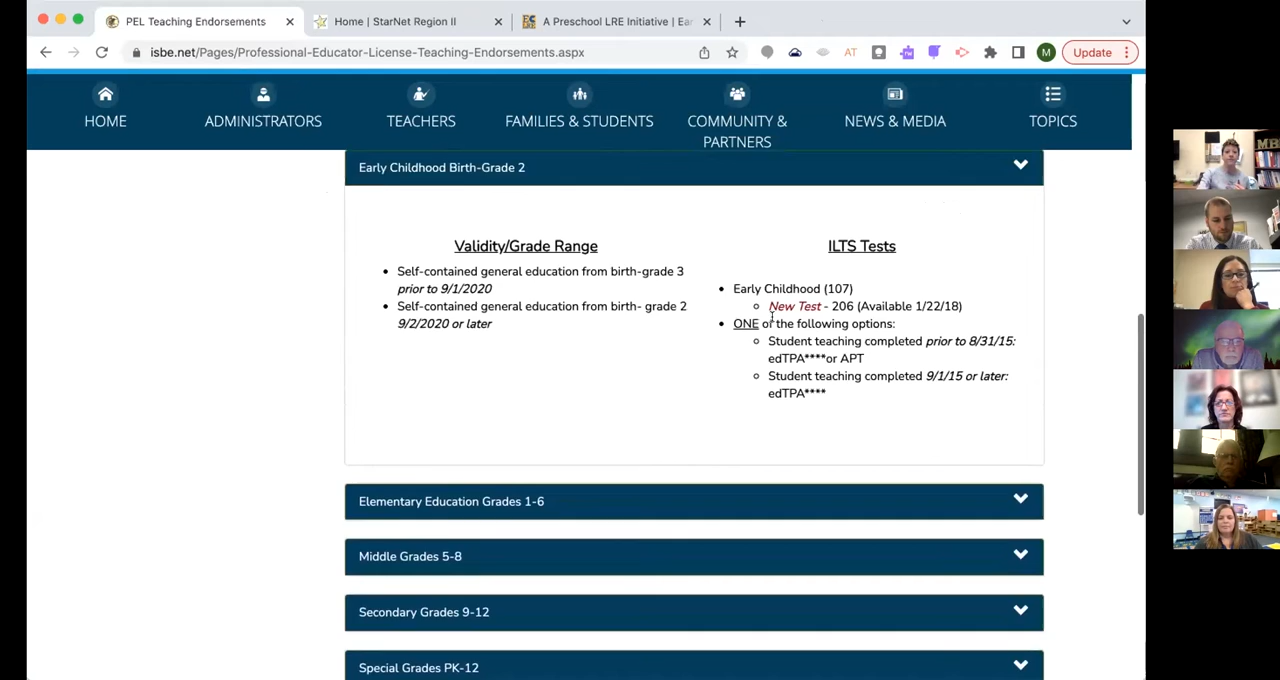 PEL Teaching Endorsements
Home | StarNet Region II
A Preschool LRE Initiative | Ear
isbe.net/Pages/Professional-Educator-License-Teaching-Endorsements.aspx
AT
M
Update
HOME
ADMINISTRATORS
TEACHERS
FAMILIES & STUDENTS
COMMUNITY &
PARTNERS
NEWS & MEDIA
TOPICS
Early Childhood Birth-Grade 2
Validity/Grade Range
• Self-contained general education from birth-grade 3
prior to 9/1/2020
• Self-contained general education from birth- grade 2
9/2/2020 or later
ILTS Tests
• Early Childhood (107)
New Test - 206 (Available 1/22/18)
• ONE of the following options:
Student teaching completed prior to 8/31/15:
edTPA****or APT
Student teaching completed 9/1/15 or later:
edTPA****
Elementary Education Grades 1-6
Middle Grades 5-8
Secondary Grades 9-12
Special Grades PK-12